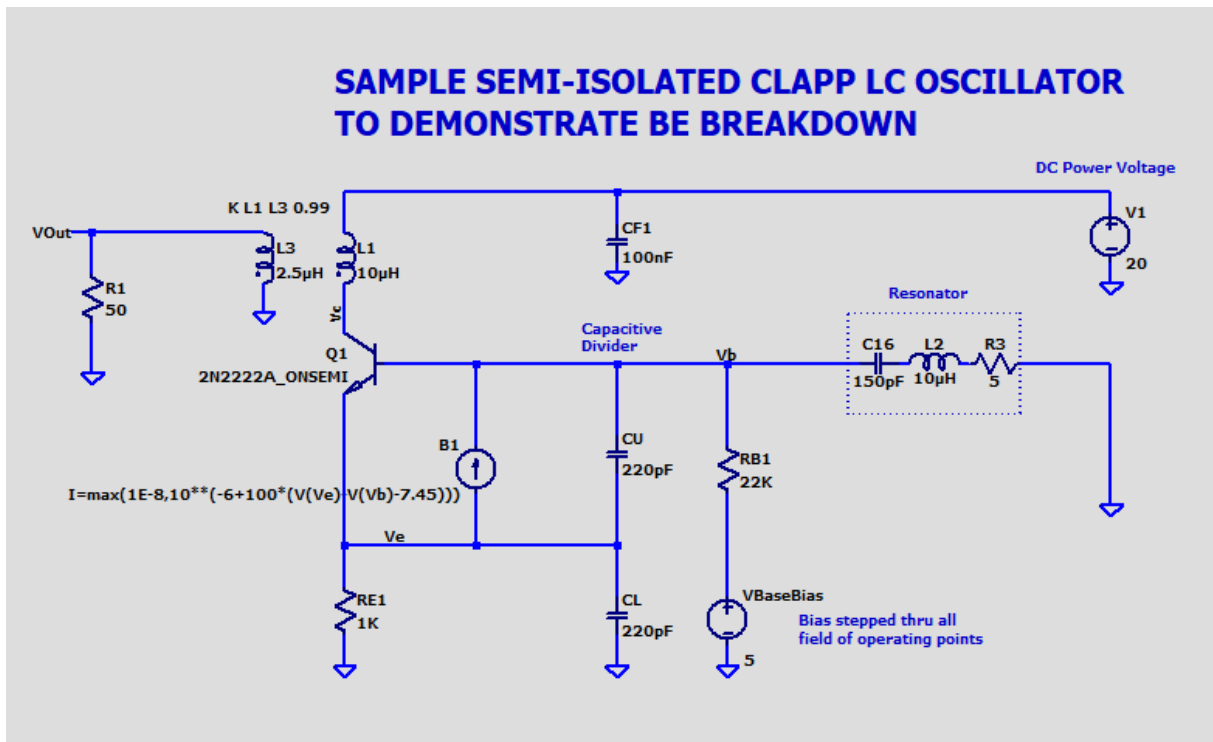 SAMPLE SEMI-ISOLATED CLAPP LC OSCILLATOR
TO DEMONSTRATE BE BREAKDOWN
DC Power Voltage
K L1 L3 0.99
V1
VOut
CF1
L3
L1
100nF
2.5µH
10µH
20
R1
50
Resonator
Vc
Capacitive
Divider
Vb
C16
L2
R3
Q1
2N2222A_ONSEMI
150pF
10µH
5
B1
CU
220pF
RB1
22K
I=max(1E-8,10**(-6+100*(V(Ve)-V(Vb)-7.45)))
Ve
RE1
1K
CL
220pF
VBaseBias
Bias stepped thru all
field of operating points
5